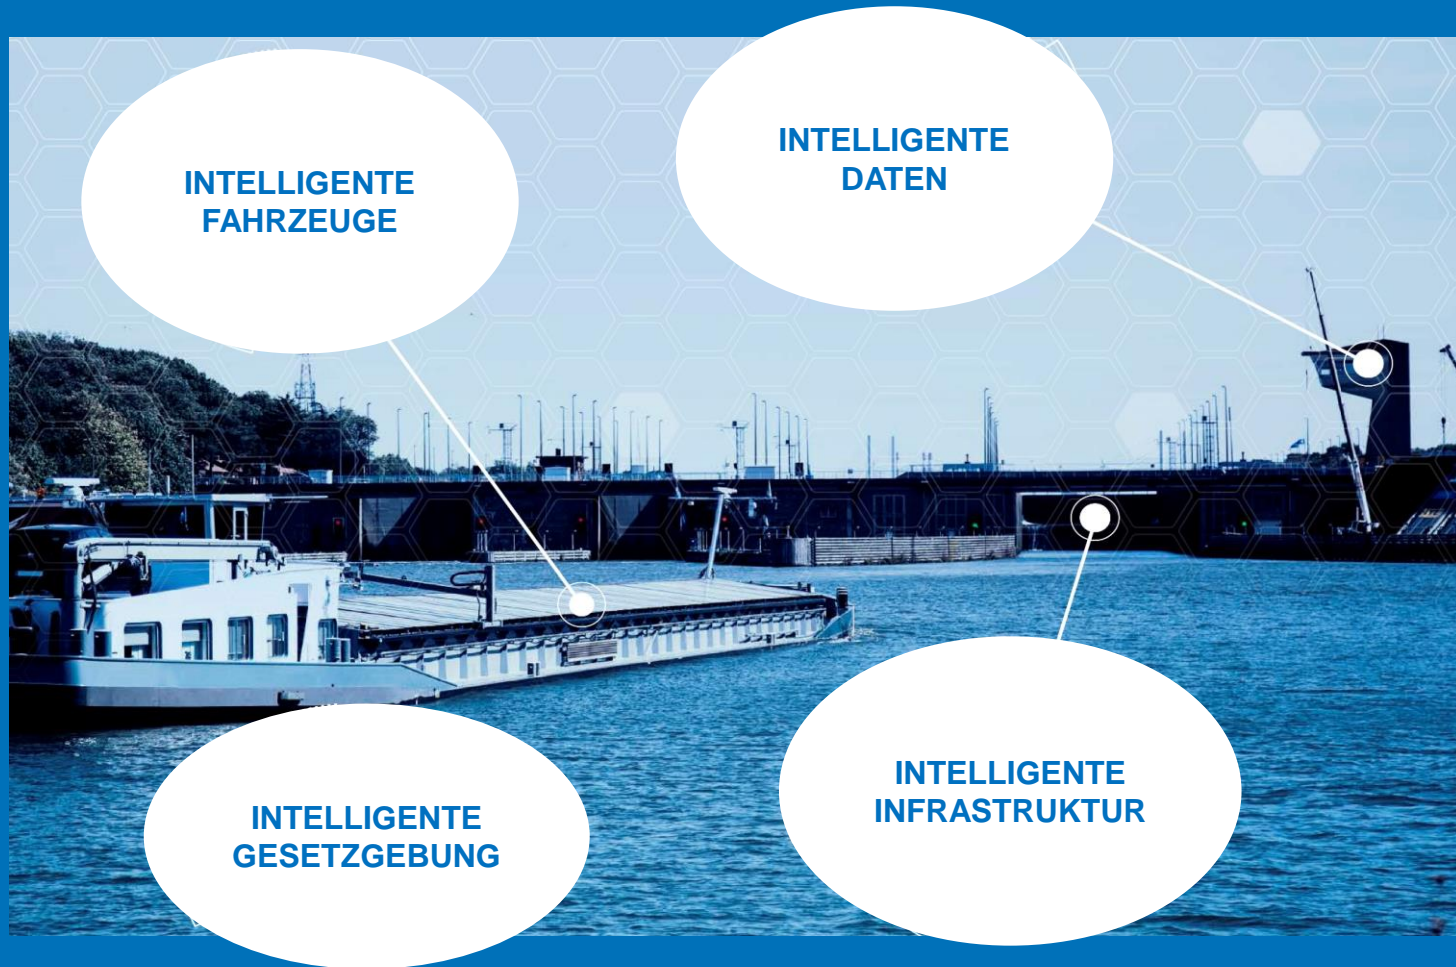 INTELLIGENTE
FAHRZEUGE
INTELLIGENTE
DATEN
INTELLIGENTE
GESETZGEBUNG
INTELLIGENTE
INFRASTRUKTUR